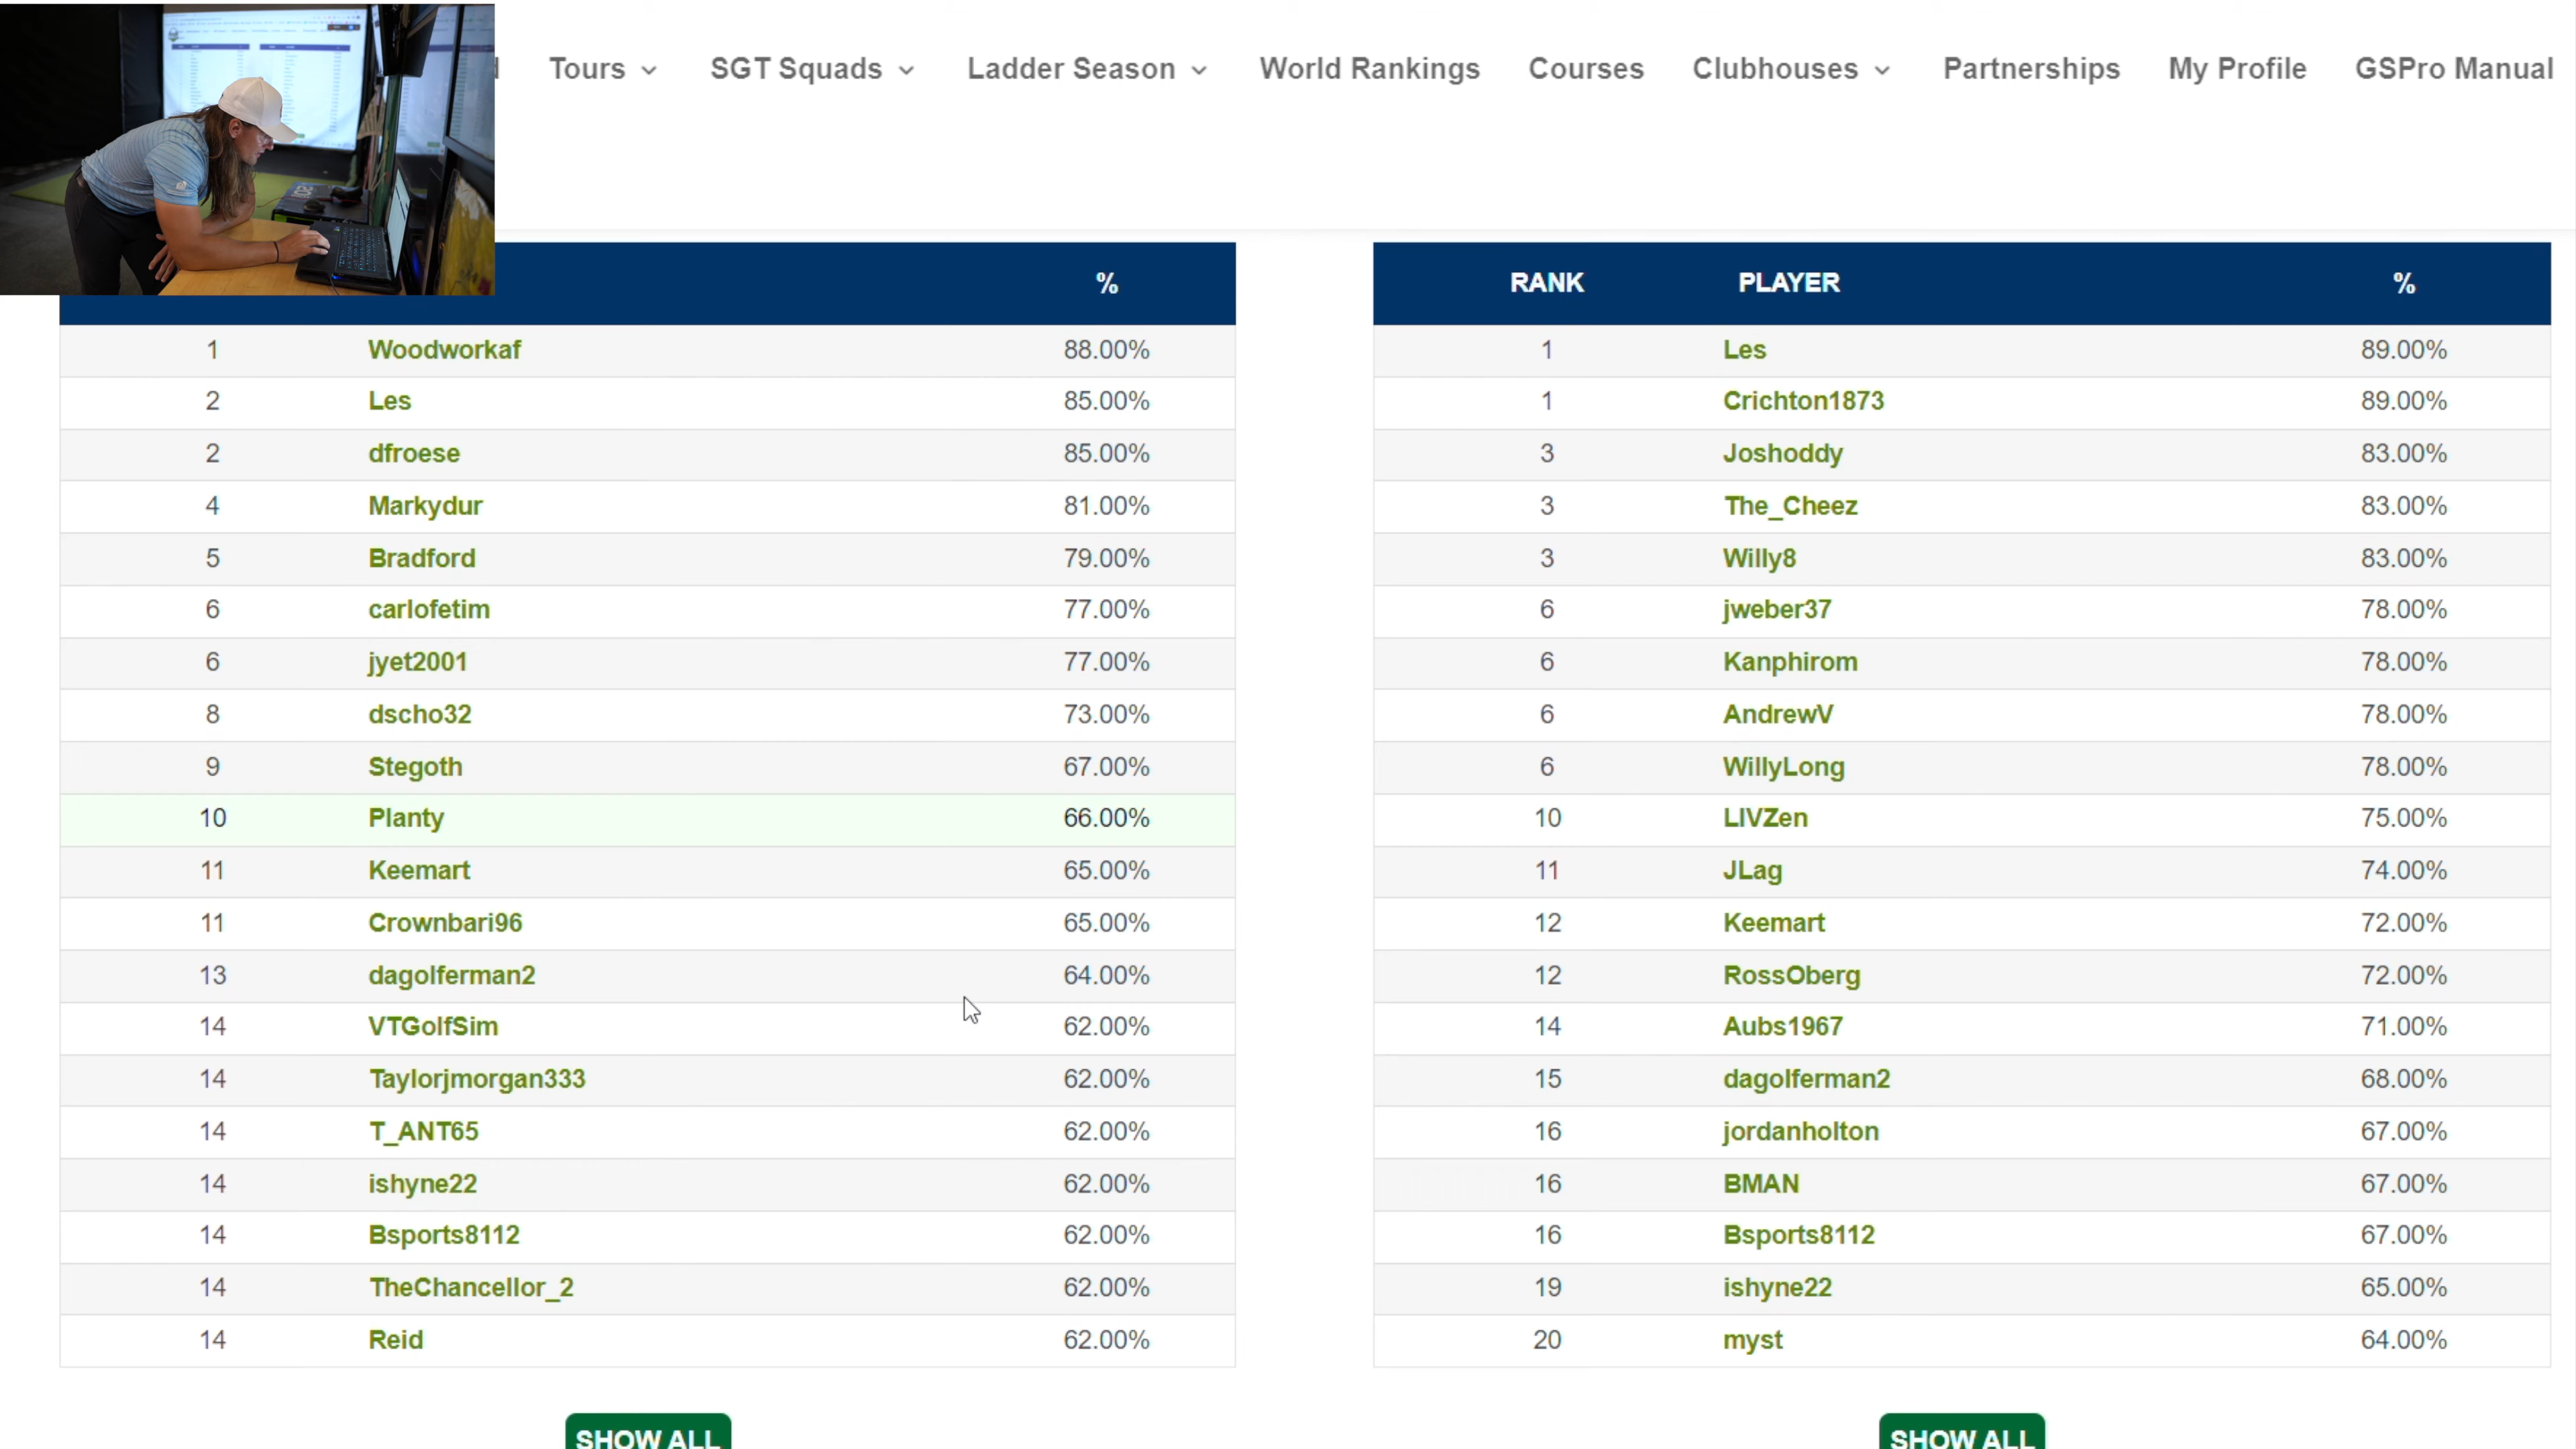 Tours SGT Squads Ladder Season World Rankings Courses Clubhouses Partnerships My Profile GSPro Manual
%
1 Woodworkaf 88.00%
2 Les 85.00%
2 dfroese 85.00%
4 Markydur 81.00%
5 Bradford 79.00%
6 carlofetim 77.00%
6 jyet2001 77.00%
8 dscho32 73.00%
9 Stegoth 67.00%
10 Planty 66.00%
11 Keemart 65.00%
11 Crownbari96 65.00%
13 dagolferman2 64.00%
14 VTGolfSim 62.00%
14 Taylorjmorgan333 62.00%
14 T_ANT65 62.00%
14 ishyne22 62.00%
14 Bsports8112 62.00%
14 TheChancellor_2 62.00%
14 Reid 62.00%
SHOW ALL
RANK PLAYER %
1 Les 89.00%
1 Crichton1873 89.00%
3 Joshoddy 83.00%
3 The_Cheez 83.00%
3 Willy8 83.00%
6 jweber37 78.00%
6 Kanphirom 78.00%
6 AndrewV 78.00%
6 WillyLong 78.00%
10 LIVZen 75.00%
11 JLag 74.00%
12 Keemart 72.00%
12 RossOberg 72.00%
14 Aubs1967 71.00%
15 dagolferman2 68.00%
16 jordanholton 67.00%
16 BMAN 67.00%
16 Bsports8112 67.00%
19 ishyne22 65.00%
20 myst 64.00%
SHOW ALL